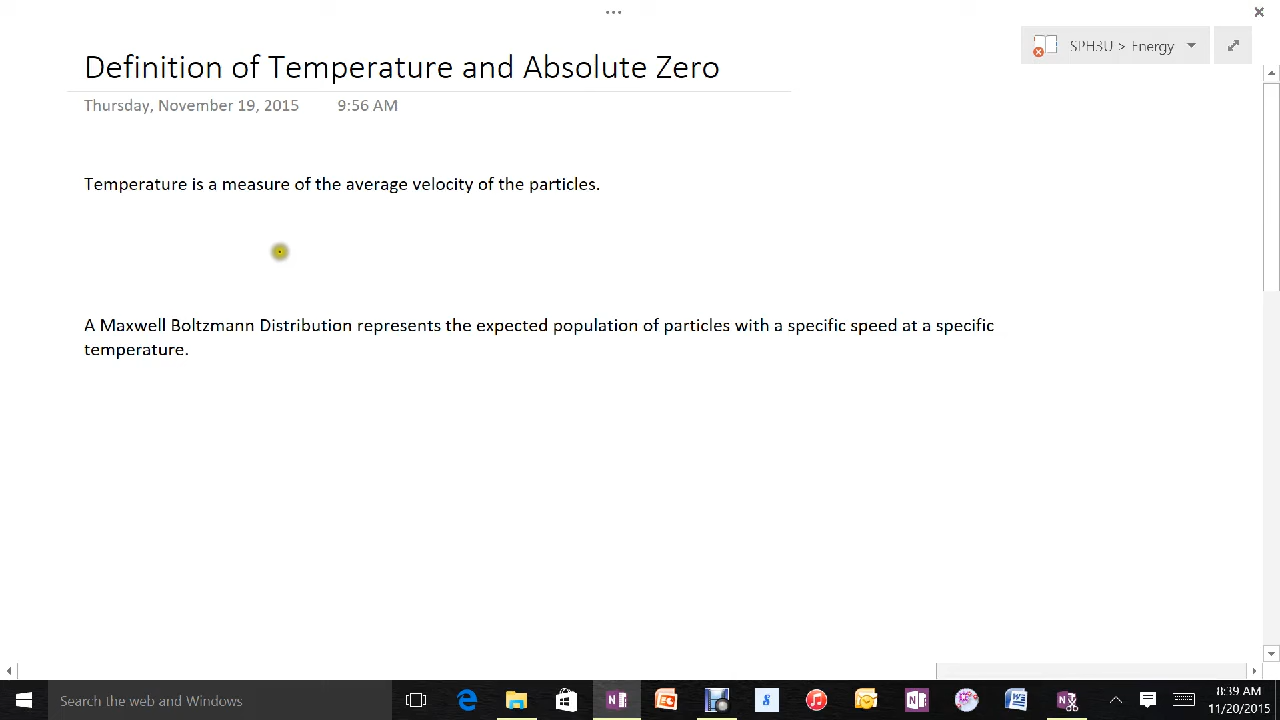 SPH3U > Energy
Definition of Temperature and Absolute Zero
Thursday, November 19, 2015 9:56 AM
Temperature is a measure of the average velocity of the particles.
A Maxwell Boltzmann Distribution represents the expected population of particles with a specific speed at a specific
temperature.
Search the web and Windows
8:39 AM
11/20/2015